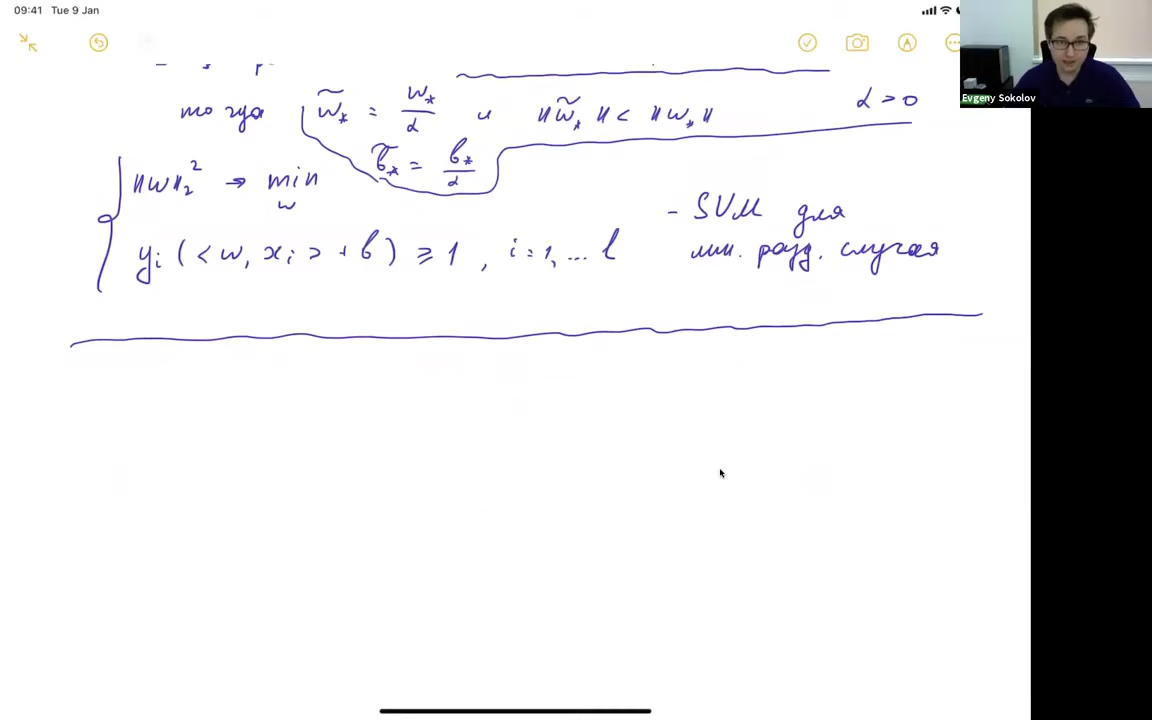 09:41 Tue 9 Jan
Evgeny Sokolov
тогда w̃* = w*/α и ‖w̃*‖ < ‖w*‖ α > 0
b̃* = b*/α
‖w‖₂² → min
w
yᵢ (<w, xᵢ> + b) ≥ 1, i = 1, ... l
- SVM для
лин. разд. случая